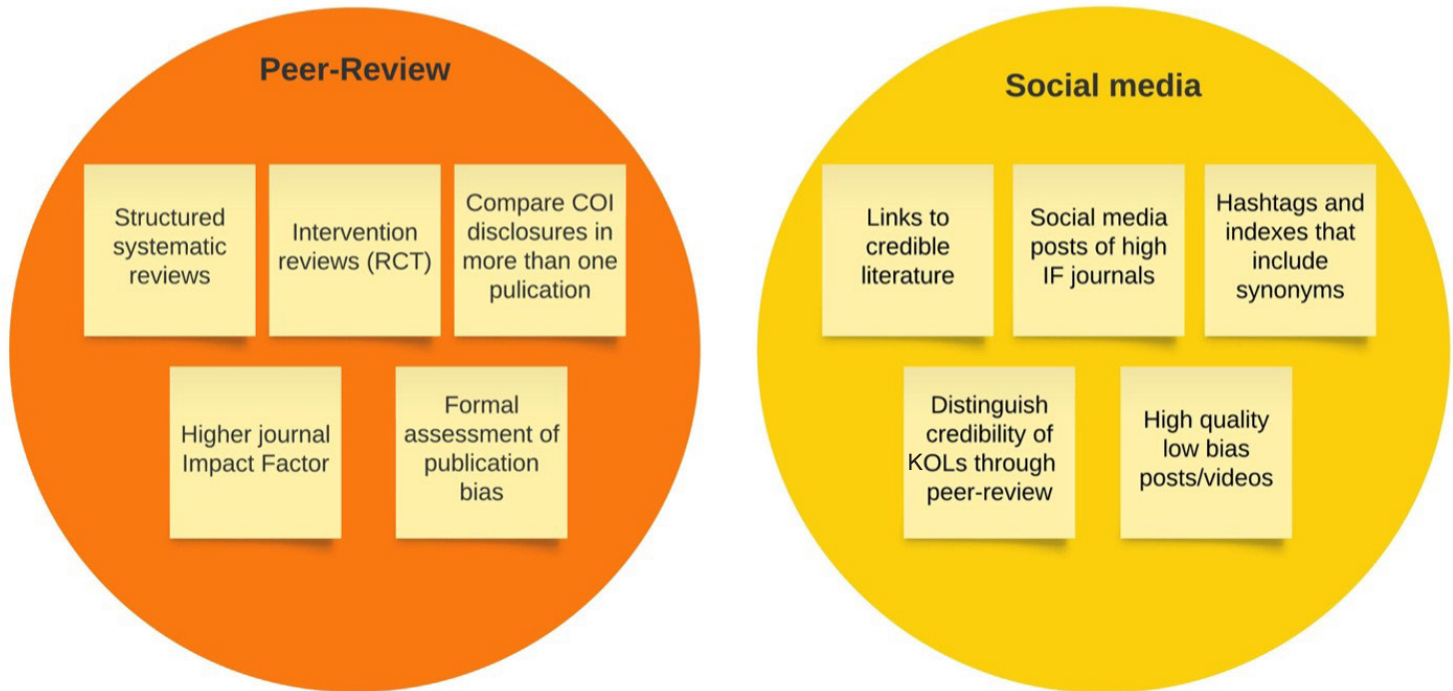 Peer-Review
Structured
systematic
reviews
Intervention
reviews (RCT)
Compare COI
disclosures in
more than one
pulication
Higher journal
Impact Factor
Formal
assessment of
publication
bias
Social media
Links to
credible
literature
Social media
posts of high
IF journals
Hashtags and
indexes that
include
synonyms
Distinguish
credibility of
KOLs through
peer-review
High quality
low bias
posts/videos